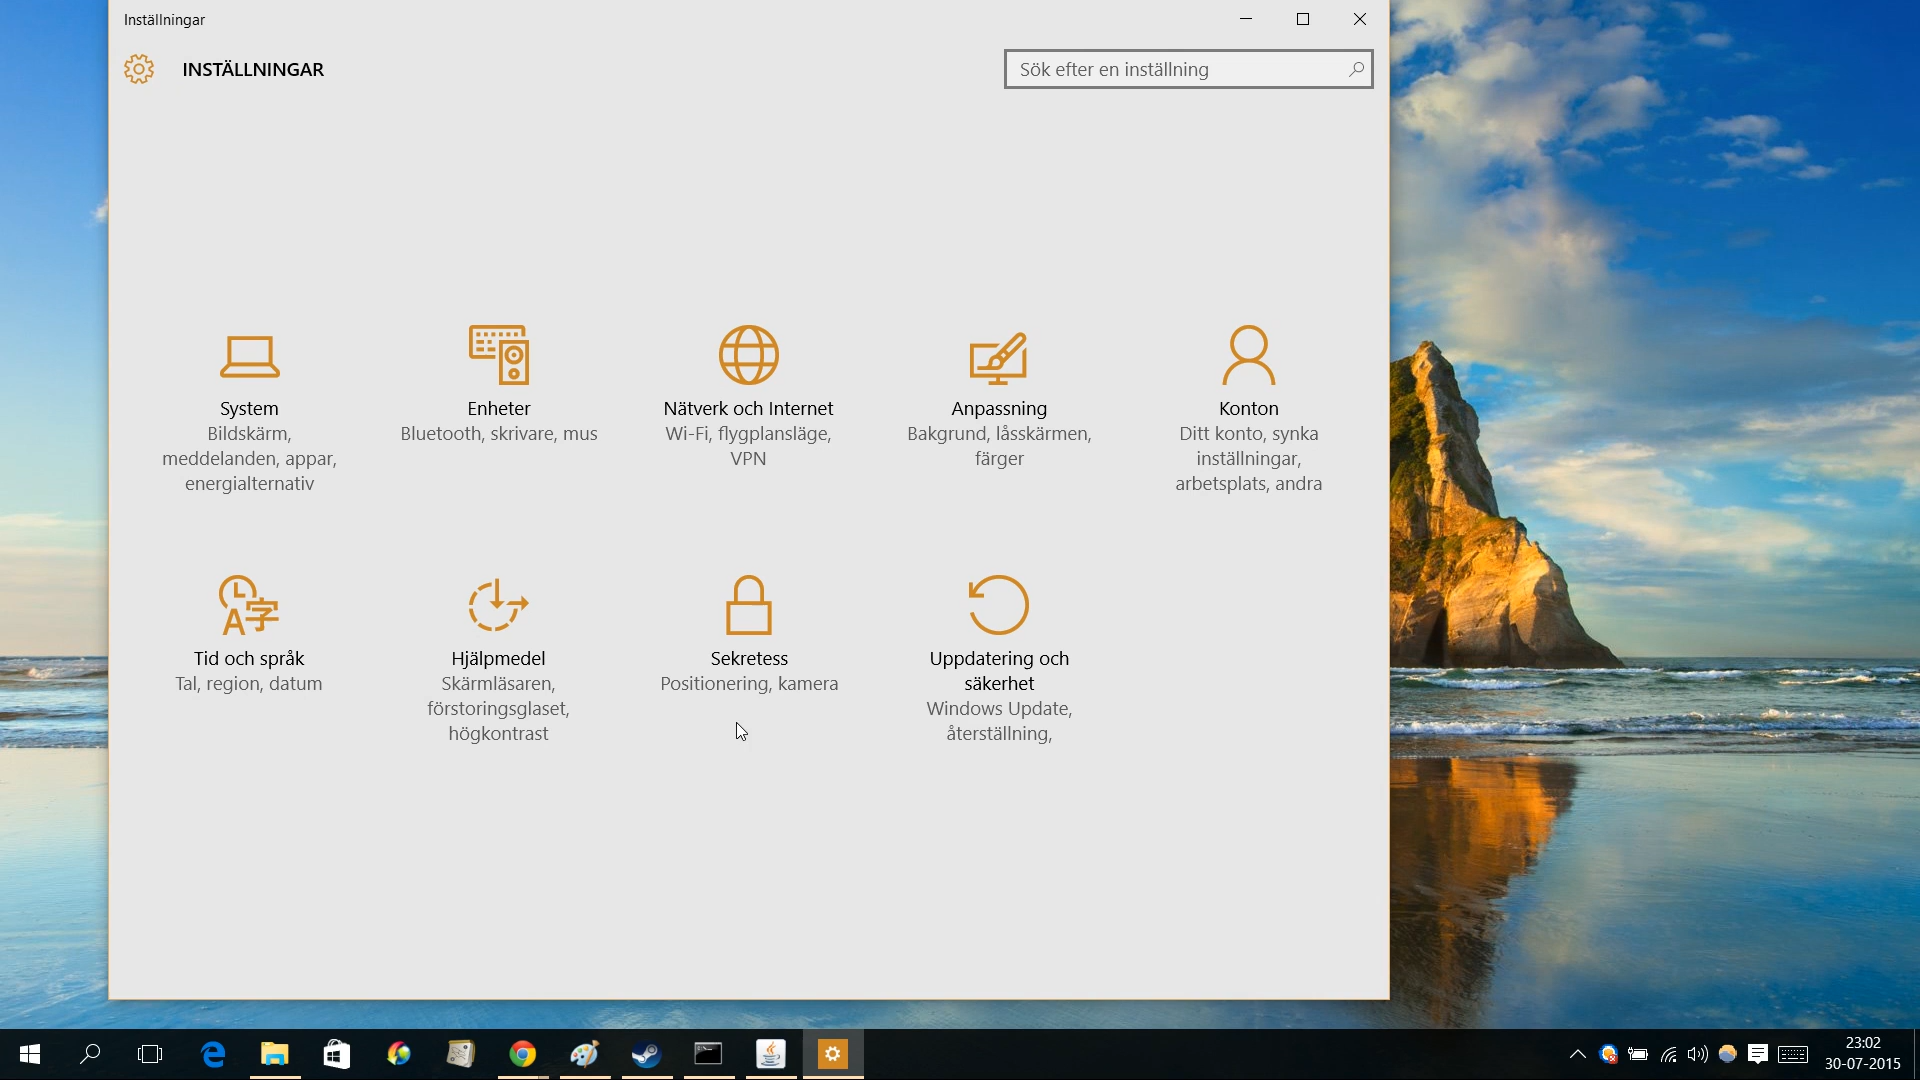 Inställningar
INSTÄLLNINGAR
Sök efter en inställning
System
Bildskärm,
meddelanden, appar,
energialternativ
Enheter
Bluetooth, skrivare, mus
Nätverk och Internet
Wi-Fi, flygplansläge,
VPN
Anpassning
Bakgrund, låsskärmen,
färger
Konton
Ditt konto, synka
inställningar,
arbetsplats, andra
Tid och språk
Tal, region, datum
Hjälpmedel
Skärmläsaren,
förstoringsglaset,
högkontrast
Sekretess
Positionering, kamera
Uppdatering och
säkerhet
Windows Update,
återställning,
23:02
30-07-2015